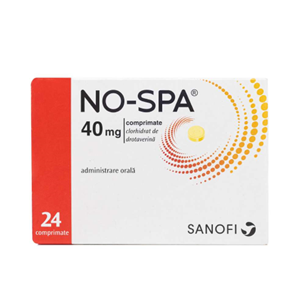 NO-SPA®
40 mg
comprimate
clorhidrat de
drotaverină
administrare orală
24
comprimate
SANOFI